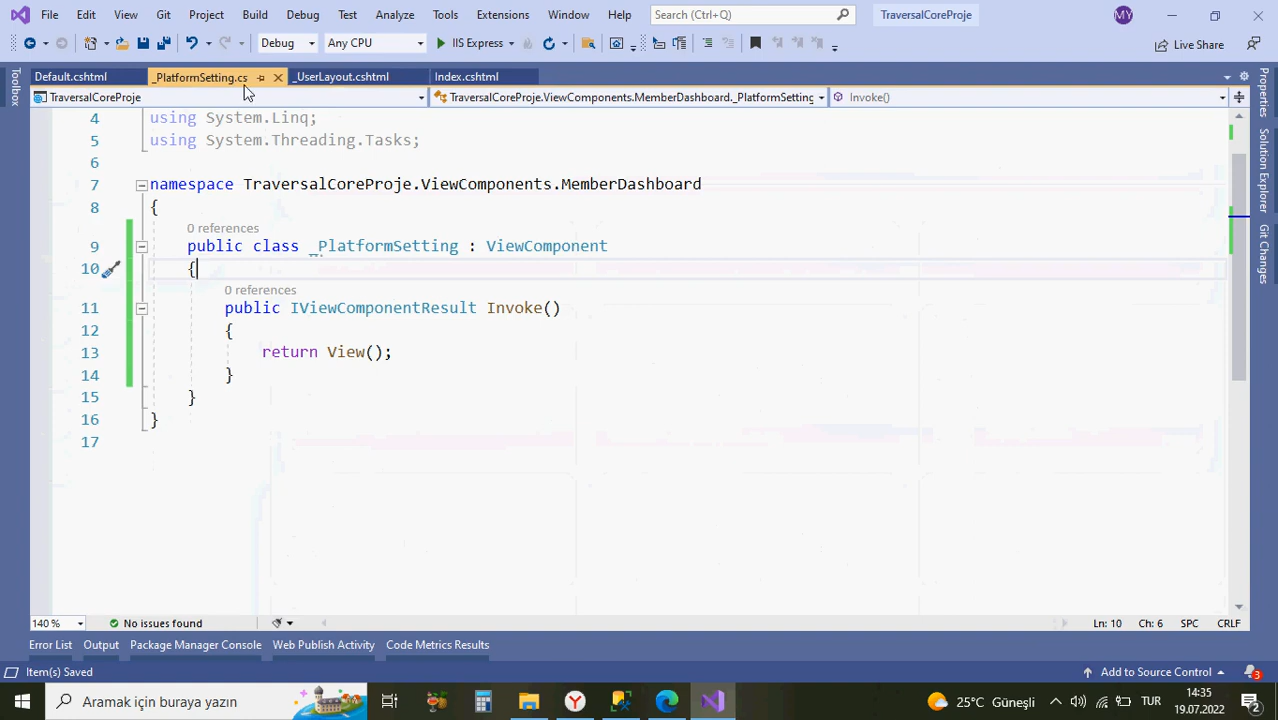 File Edit View Git Project Build Debug Test Analyze Tools Extensions Window Help Search (Ctrl+Q) TraversalCoreProje MY
Debug Any CPU IIS Express Live Share
Default.cshtml _PlatformSetting.cs _UserLayout.cshtml Index.cshtml
TraversalCoreProje TraversalCoreProje.ViewComponents.MemberDashboard._PlatformSetting Invoke()
Toolbox
Properties
Solution Explorer
Git Changes
4 using System.Linq;
5 using System.Threading.Tasks;
6
7 namespace TraversalCoreProje.ViewComponents.MemberDashboard
8 {
0 references
9 public class _PlatformSetting : ViewComponent
10 {
0 references
11 public IViewComponentResult Invoke()
12 {
13 return View();
14 }
15 }
16 }
17
140 % No issues found Ln: 10 Ch: 6 SPC CRLF
Error List Output Package Manager Console Web Publish Activity Code Metrics Results
Item(s) Saved Add to Source Control 3
Aramak için buraya yazın 25°C Güneşli TUR 14:35
19.07.2022 2